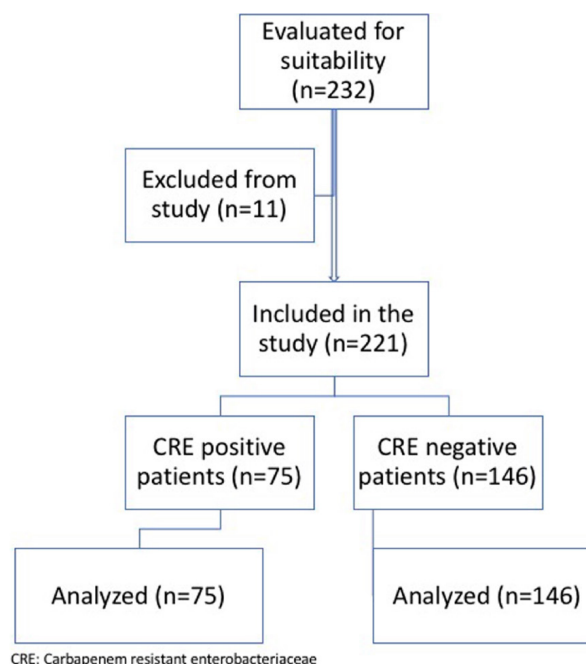 Evaluated for
suitability
(n=232)
Excluded from
study (n=11)
Included in the
study (n=221)
CRE positive
patients (n=75)
CRE negative
patients (n=146)
Analyzed (n=75)
Analyzed (n=146)
CRE: Carbapenem resistant enterobacteriaceae